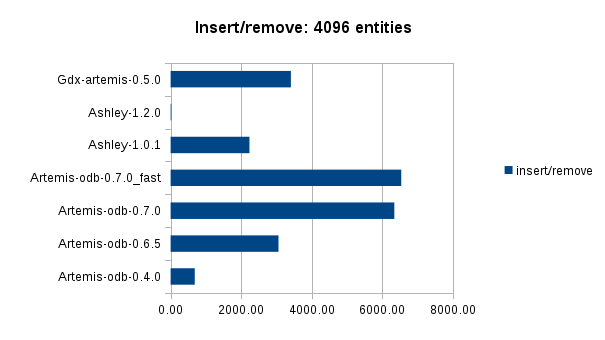 Insert/remove: 4096 entities
Gdx-artemis-0.5.0
Ashley-1.2.0
Ashley-1.0.1
Artemis-odb-0.7.0_fast
Artemis-odb-0.7.0
Artemis-odb-0.6.5
Artemis-odb-0.4.0
insert/remove
0.00 2000.00 4000.00 6000.00 8000.00